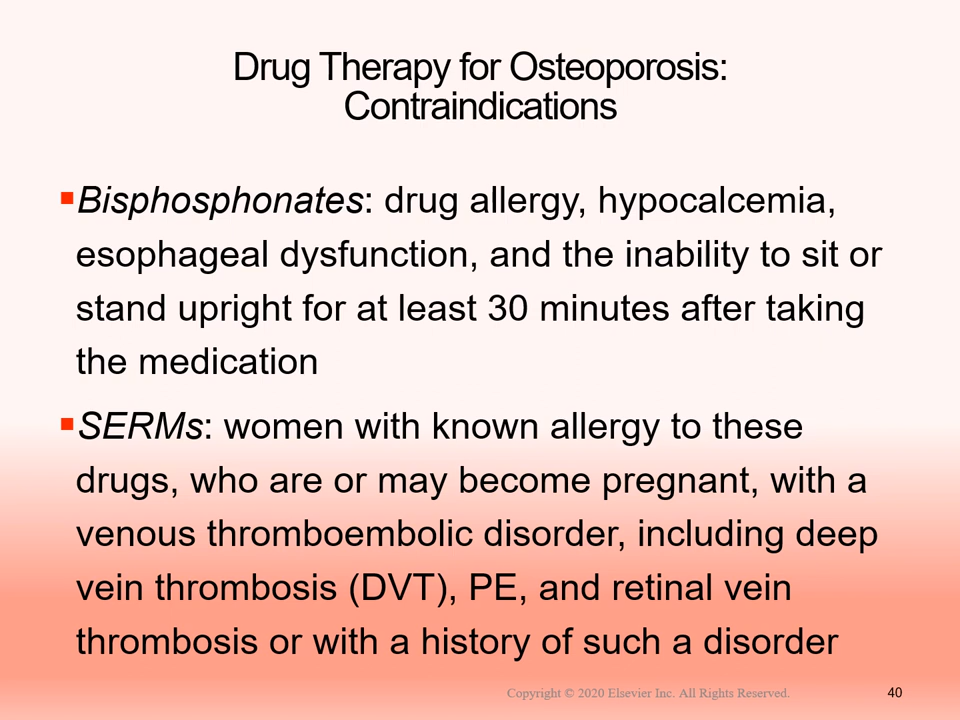 Drug Therapy for Osteoporosis:
Contraindications
▪Bisphosphonates: drug allergy, hypocalcemia,
esophageal dysfunction, and the inability to sit or
stand upright for at least 30 minutes after taking
the medication
▪SERMs: women with known allergy to these
drugs, who are or may become pregnant, with a
venous thromboembolic disorder, including deep
vein thrombosis (DVT), PE, and retinal vein
thrombosis or with a history of such a disorder
Copyright © 2020 Elsevier Inc. All Rights Reserved.
40